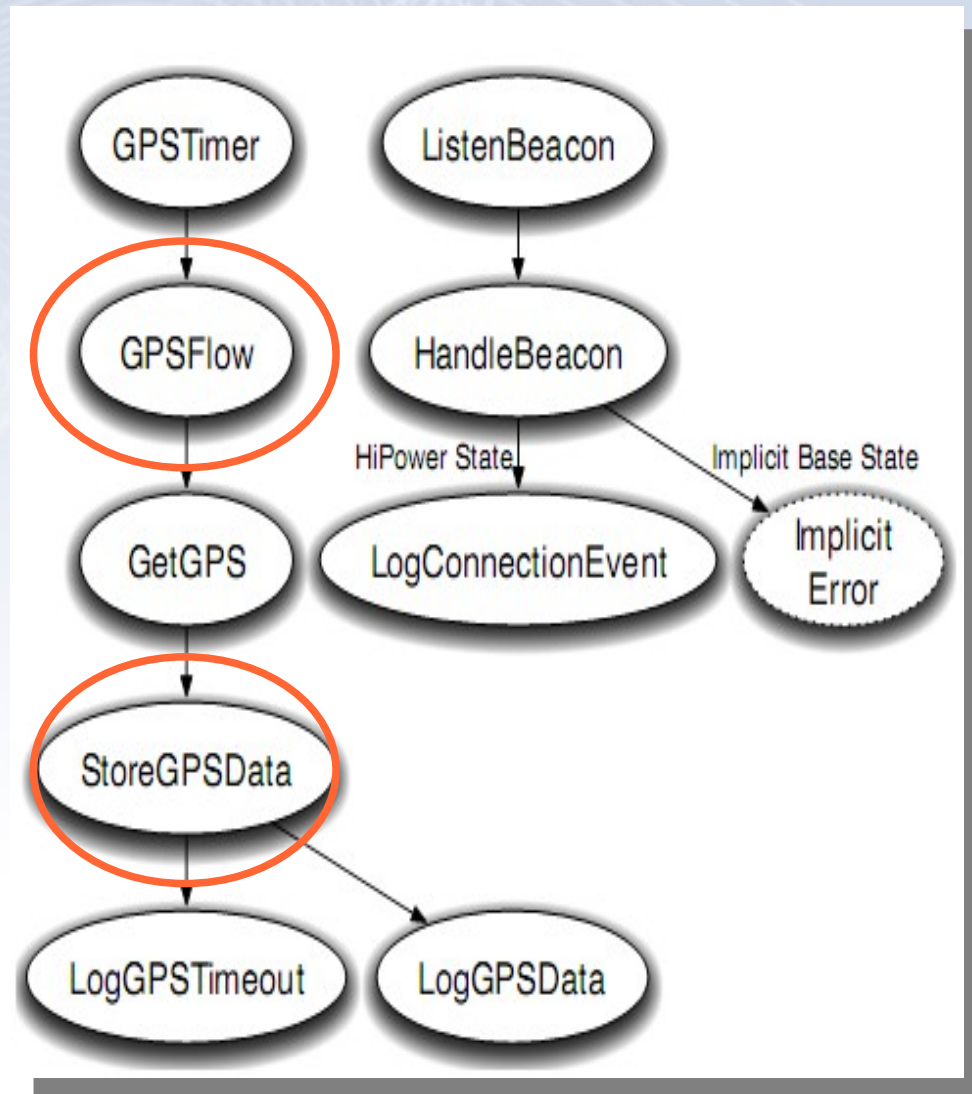 GPSTimer
ListenBeacon
GPSFlow
HandleBeacon
HiPower State
Implicit Base State
GetGPS
LogConnectionEvent
Implicit
Error
StoreGPSData
LogGPSTimeout
LogGPSData